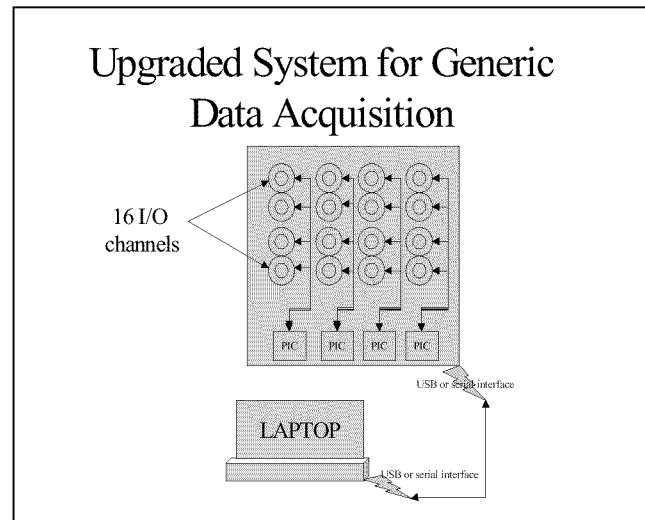 Upgraded System for Generic
Data Acquisition
16 I/O
channels
PIC PIC PIC PIC
USB or serial interface
LAPTOP
USB or serial interface